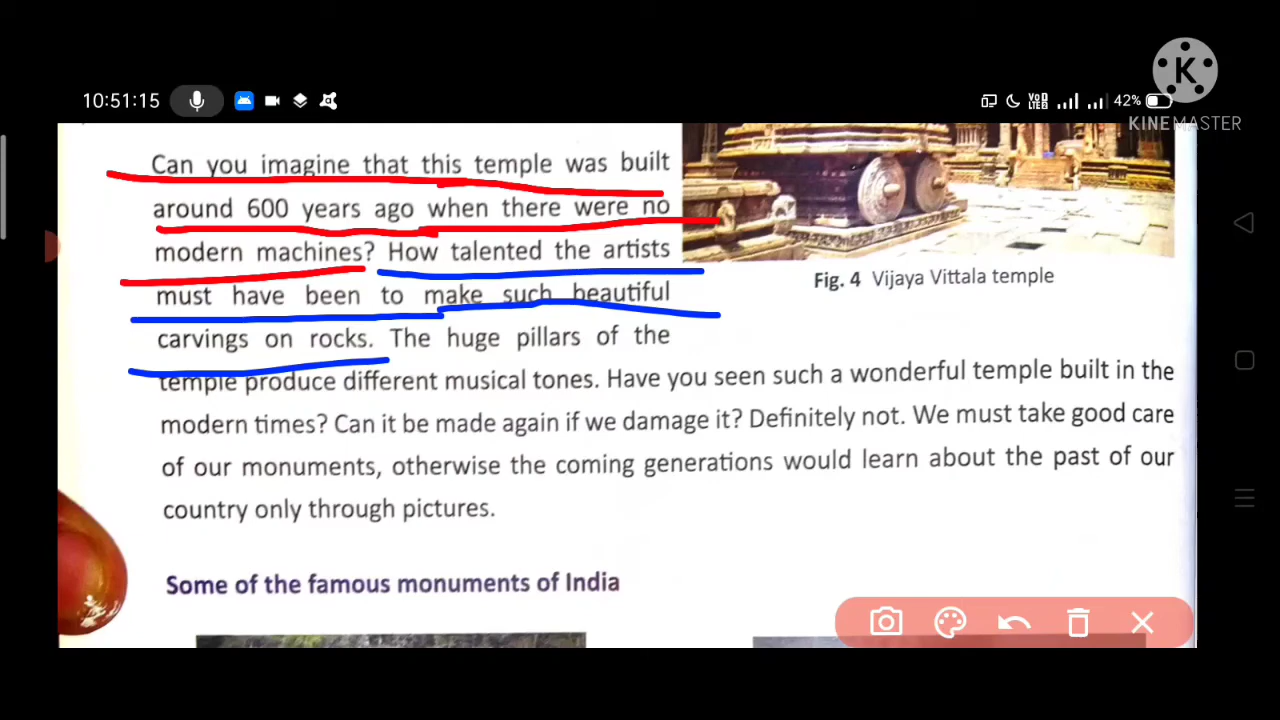 10:51:15
42%
KINEMASTER
Can you imagine that this temple was built
around 600 years ago when there were no
modern machines? How talented the artists
must have been to make such beautiful
carvings on rocks. The huge pillars of the
temple produce different musical tones. Have you seen such a wonderful temple built in the
modern times? Can it be made again if we damage it? Definitely not. We must take good care
of our monuments, otherwise the coming generations would learn about the past of our
country only through pictures.
Fig. 4 Vijaya Vittala temple
Some of the famous monuments of India